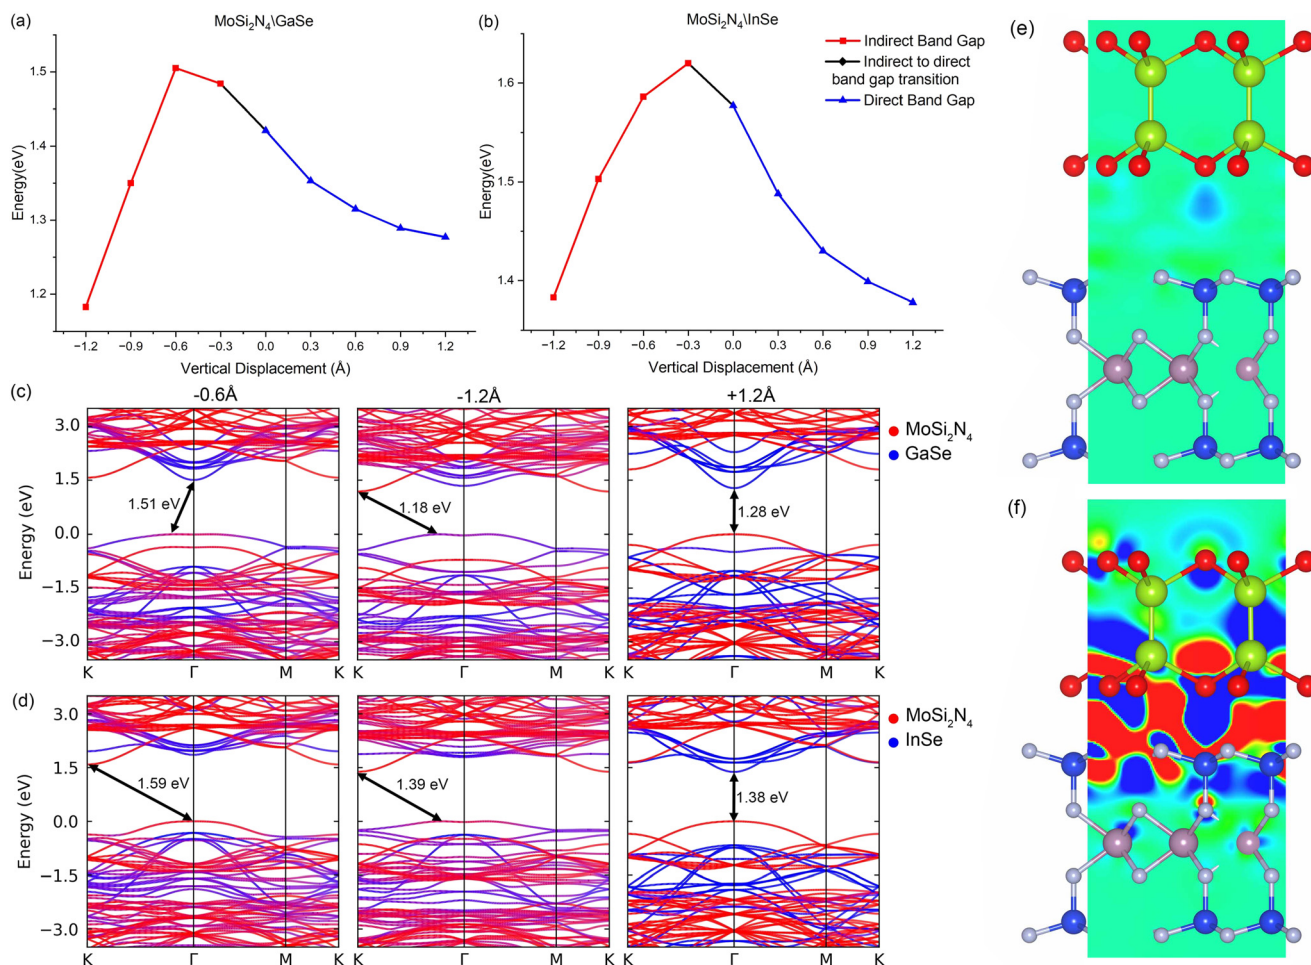 (a) MoSi₂N₄\GaSe
Energy(eV)
1.5
1.4
1.3
1.2
−1.2 −0.9 −0.6 −0.3 0.0 0.3 0.6 0.9 1.2
(b) MoSi₂N₄\InSe
Indirect Band Gap
Indirect to direct
band gap transition
Direct Band Gap
Energy(eV)
1.6
1.5
1.4
−1.2 −0.9 −0.6 −0.3 0.0 0.3 0.6 0.9 1.2
Vertical Displacement (Å)
(c)
-0.6Å -1.2Å +1.2Å
Energy (eV)
3.0
1.5
0.0
−1.5
−3.0
1.51 eV
1.18 eV
1.28 eV
MoSi₂N₄
GaSe
K Γ M K K Γ M K K Γ M K
(d)
Energy (eV)
3.0
1.5
0.0
−1.5
−3.0
1.59 eV
1.39 eV
1.38 eV
MoSi₂N₄
InSe
K Γ M K K Γ M K K Γ M K
(e)
(f)